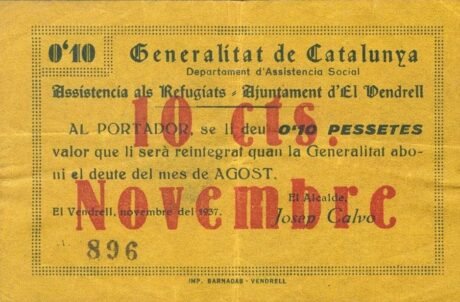 0'10 Generalitat de Catalunya
Departament d'Assistencia Social
Assistencia als Refugiats - Ajuntament d'El Vendrell
10 cts.
AL PORTADOR, se li deu 0'10 PESSETES
valor que li serà reintegrat quan la Generalitat abo-
ni el deute del mes de AGOST.
Novembre
El Alcalde,
El Vendrell, novembre del 1937. Josep Calvo
896
IMP. BARNADAS - VENDRELL